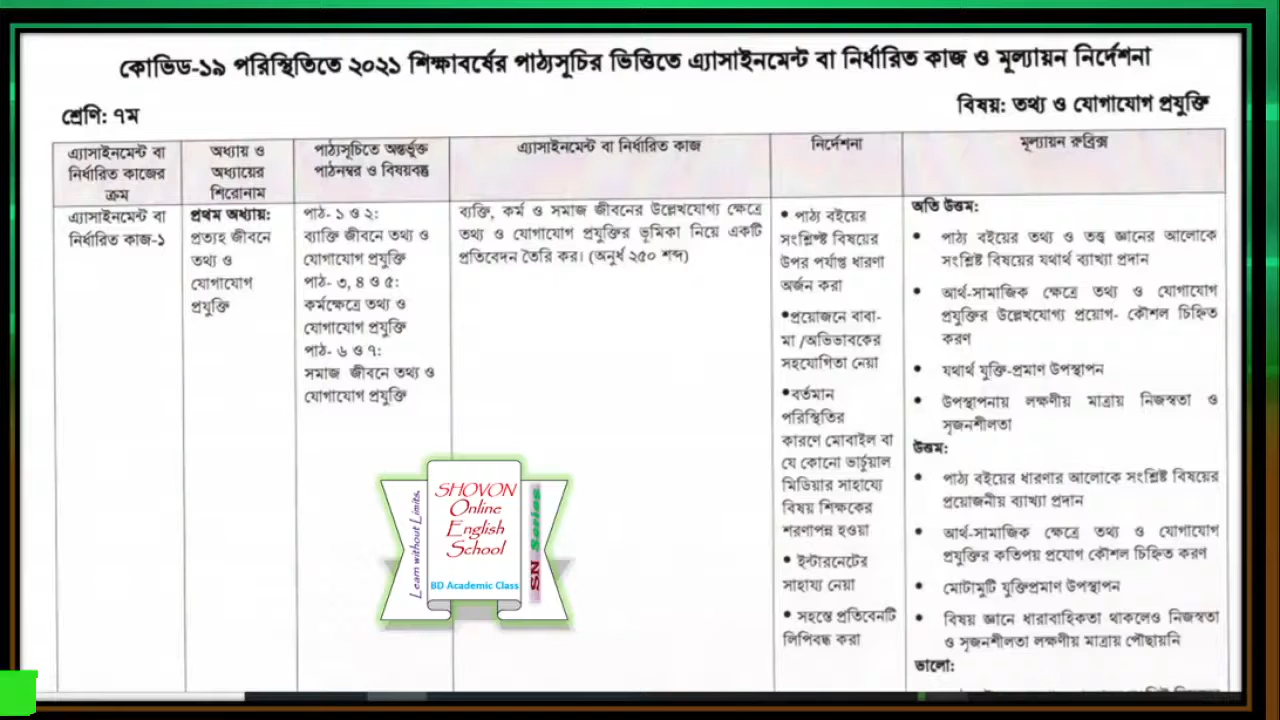 কোভিড-১৯ পরিস্থিতিতে ২০২১ শিক্ষাবর্ষের পাঠ্যসূচির ভিত্তিতে এ্যাসাইনমেন্ট বা নির্ধারিত কাজ ও মূল্যায়ন নির্দেশনা
শ্রেণি: ৭ম
বিষয়: তথ্য ও যোগাযোগ প্রযুক্তি
এ্যাসাইনমেন্ট বা
নির্ধারিত কাজের
ক্রম
অধ্যায় ও
অধ্যায়ের
শিরোনাম
পাঠ্যসূচিতে অন্তর্ভুক্ত
পাঠনম্বর ও বিষয়বস্তু
এ্যাসাইনমেন্ট বা নির্ধারিত কাজ
নির্দেশনা
মূল্যায়ন রুব্রিক্স
এ্যাসাইনমেন্ট বা
নির্ধারিত কাজ-১
প্রথম অধ্যায়:
প্রত্যহ জীবনে
তথ্য ও
যোগাযোগ
প্রযুক্তি
পাঠ- ১ ও ২:
ব্যাক্তি জীবনে তথ্য ও
যোগাযোগ প্রযুক্তি
পাঠ- ৩, ৪ ও ৫:
কর্মক্ষেত্রে তথ্য ও
যোগাযোগ প্রযুক্তি
পাঠ- ৬ ও ৭:
সমাজ জীবনে তথ্য ও
যোগাযোগ প্রযুক্তি
ব্যক্তি, কর্ম ও সমাজ জীবনের উল্লেখযোগ্য ক্ষেত্রে
তথ্য ও যোগাযোগ প্রযুক্তির ভূমিকা নিয়ে একটি
প্রতিবেদন তৈরি কর। (অনুর্ধ ২৫০ শব্দ)
• পাঠ্য বইয়ের
সংশ্লিষ্ট বিষয়ের
উপর পর্যাপ্ত ধারণা
অর্জন করা
•প্রয়োজনে বাবা-
মা /অভিভাবকের
সহযোগিতা নেয়া
•বর্তমান
পরিস্থিতির
কারণে মোবাইল বা
যে কোনো ভার্চুয়াল
মিডিয়ার সাহায্যে
বিষয় শিক্ষকের
শরণাপন্ন হওয়া
• ইন্টারনেটের
সাহায্য নেয়া
• সহস্তে প্রতিবেনটি
লিপিবদ্ধ করা
অতি উত্তম:
• পাঠ্য বইয়ের তথ্য ও তত্ত্ব জ্ঞানের আলোকে
সংশ্লিষ্ট বিষয়ের যথার্থ ব্যাখ্যা প্রদান
• আর্থ-সামাজিক ক্ষেত্রে তথ্য ও যোগাযোগ
প্রযুক্তির উল্লেখযোগ্য প্রয়োগ- কৌশল চিহ্নিত
করণ
• যথার্থ যুক্তি-প্রমাণ উপস্থাপন
• উপস্থাপনায় লক্ষণীয় মাত্রায় নিজস্বতা ও
সৃজনশীলতা
উত্তম:
• পাঠ্য বইয়ের ধারণার আলোকে সংশ্লিষ্ট বিষয়ের
প্রয়োজনীয় ব্যাখ্যা প্রদান
• আর্থ-সামাজিক ক্ষেত্রে তথ্য ও যোগাযোগ
প্রযুক্তির কতিপয় প্রযোগ কৌশল চিহ্নিত করণ
• মোটামুটি যুক্তিপ্রমাণ উপস্থাপন
• বিষয় জ্ঞানে ধারাবাহিকতা থাকলেও নিজস্বতা
ও সৃজনশীলতা লক্ষণীয় মাত্রায় পৌছায়নি
ভালো:
Learn without Limits.
SHOVON
Online
English
School
BD Academic Class
SN Series